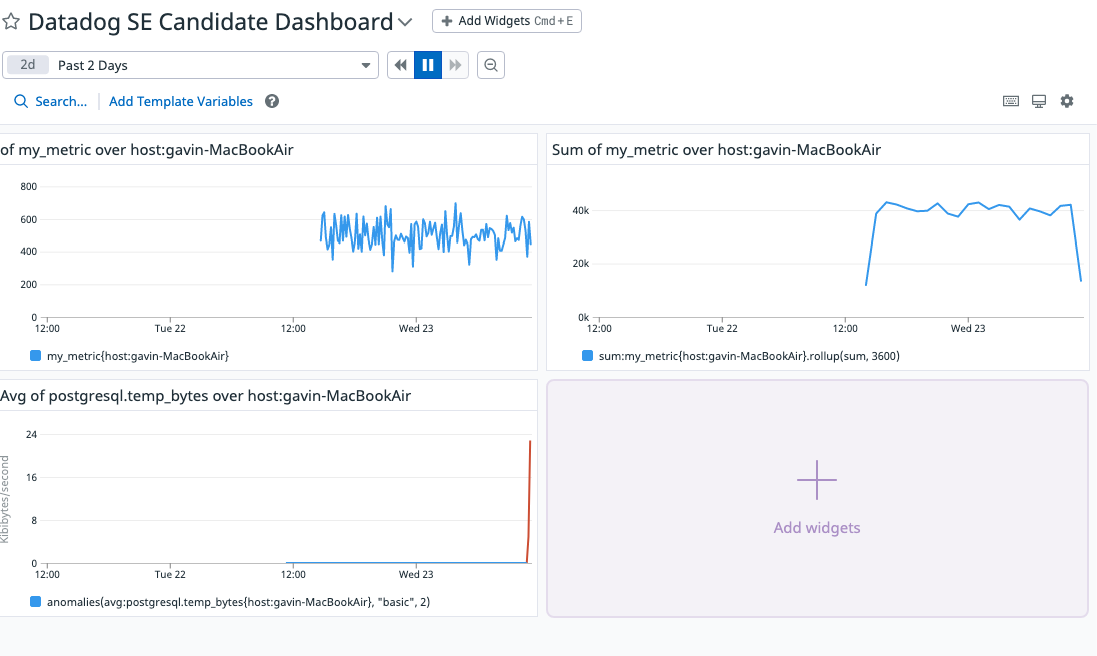 Datadog SE Candidate Dashboard
Add Widgets Cmd+E
2d Past 2 Days
Search...
Add Template Variables
?
of my_metric over host:gavin-MacBookAir
800
600
400
200
0
12:00 Tue 22 12:00 Wed 23
my_metric{host:gavin-MacBookAir}
Sum of my_metric over host:gavin-MacBookAir
40k
20k
0k
12:00 Tue 22 12:00 Wed 23
sum:my_metric{host:gavin-MacBookAir}.rollup(sum, 3600)
Avg of postgresql.temp_bytes over host:gavin-MacBookAir
Kibibytes/second
24
16
8
0
12:00 Tue 22 12:00 Wed 23
anomalies(avg:postgresql.temp_bytes{host:gavin-MacBookAir}, "basic", 2)
Add widgets